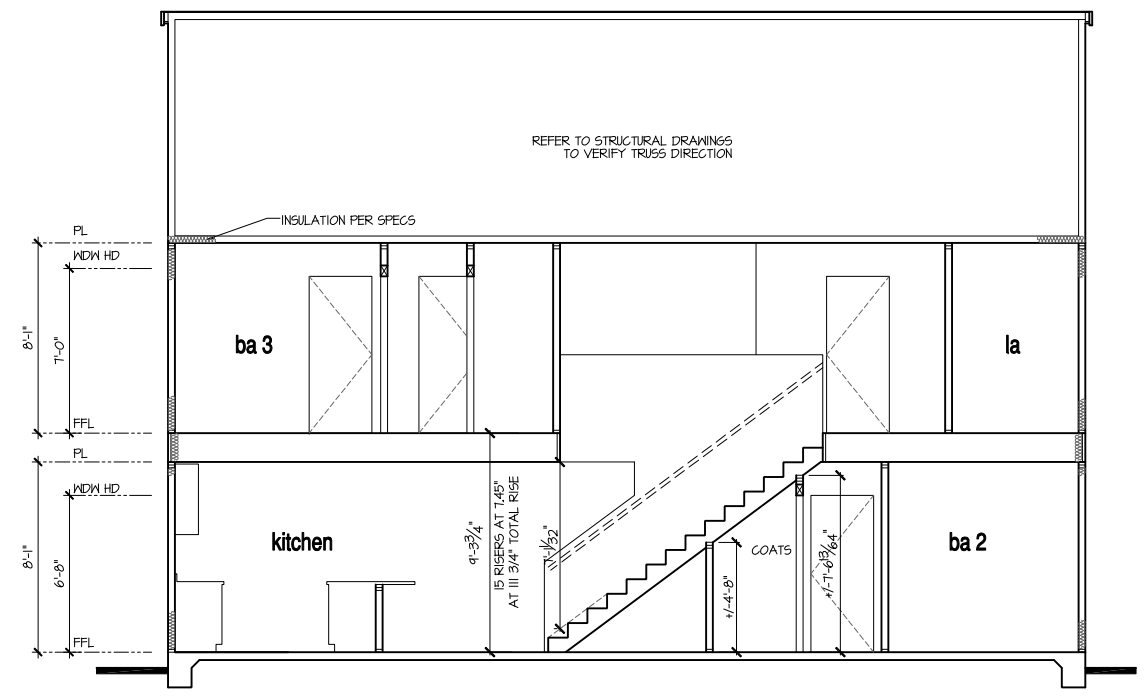 REFER TO STRUCTURAL DRAWINGS
TO VERIFY TRUSS DIRECTION
INSULATION PER SPECS
PL
WDW HD
8'-1"
7'-0"
ba 3
la
FFL
PL
WDW HD
8'-1"
6'-8"
kitchen
9'-3 3/4"
15 RISERS AT 7.45"
AT 111 3/4" TOTAL RISE
7'-1/32"
COATS
+/-4'-8"
+/-7'-6 13/64"
ba 2
FFL